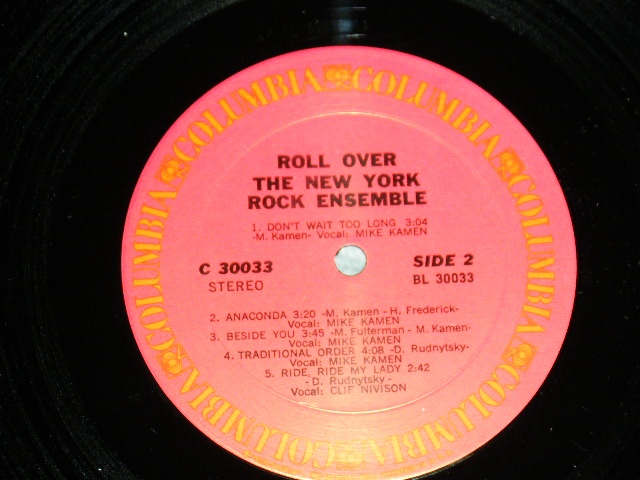 COLUMBIA COLUMBIA COLUMBIA COLUMBIA COLUMBIA COLUMBIA
ROLL OVER
THE NEW YORK
ROCK ENSEMBLE
1. DON'T WAIT TOO LONG 3:04
-M. Kamen- Vocal: MIKE KAMEN
C 30033
STEREO
SIDE 2
BL 30033
2. ANACONDA 3:20 -M. Kamen - H. Frederick-
Vocal: MIKE KAMEN
3. BESIDE YOU 3:45 -M. Fulterman - M. Kamen-
Vocal: MIKE KAMEN
4. TRADITIONAL ORDER 4:08 -D. Rudnytsky-
Vocal: MIKE KAMEN
5. RIDE, RIDE MY LADY 2:42
- D. Rudnytsky -
Vocal: CLIF NIVISON